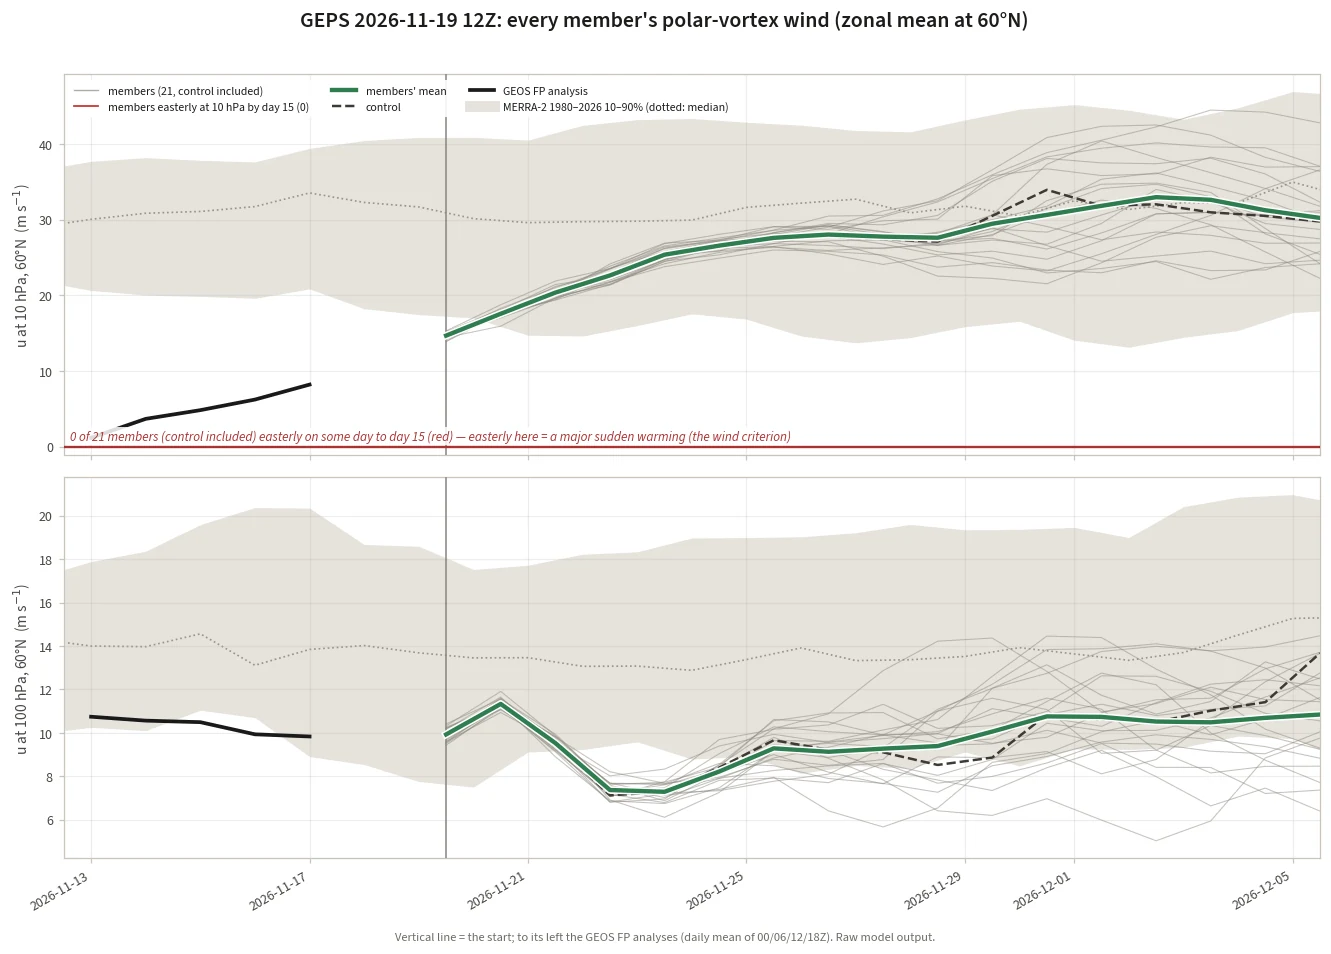 GEPS 2026-11-19 12Z: every member's polar-vortex wind (zonal mean at 60°N)
members (21, control included)
members easterly at 10 hPa by day 15 (0)
members' mean
control
GEOS FP analysis
MERRA-2 1980–2026 10–90% (dotted: median)
u at 10 hPa, 60°N (m s⁻¹)
40
30
20
10
0
0 of 21 members (control included) easterly on some day to day 15 (red) — easterly here = a major sudden warming (the wind criterion)
u at 100 hPa, 60°N (m s⁻¹)
20
18
16
14
12
10
8
6
2026-11-13
2026-11-17
2026-11-21
2026-11-25
2026-11-29
2026-12-01
2026-12-05
Vertical line = the start; to its left the GEOS FP analyses (daily mean of 00/06/12/18Z). Raw model output.